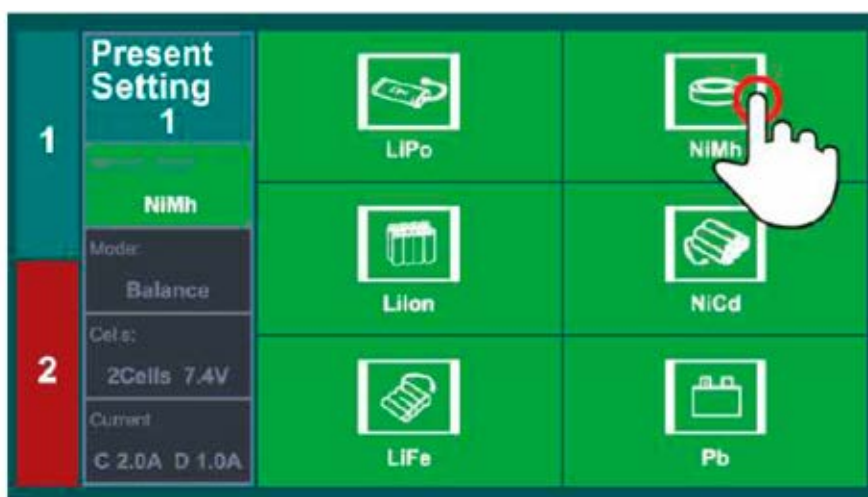 1
2
Present
Setting
1
NiMh
Mode:
Balance
Cells:
2Cells 7.4V
Current
C 2.0A D 1.0A
LiPo
NiMh
LiIon
NiCd
LiFe
Pb